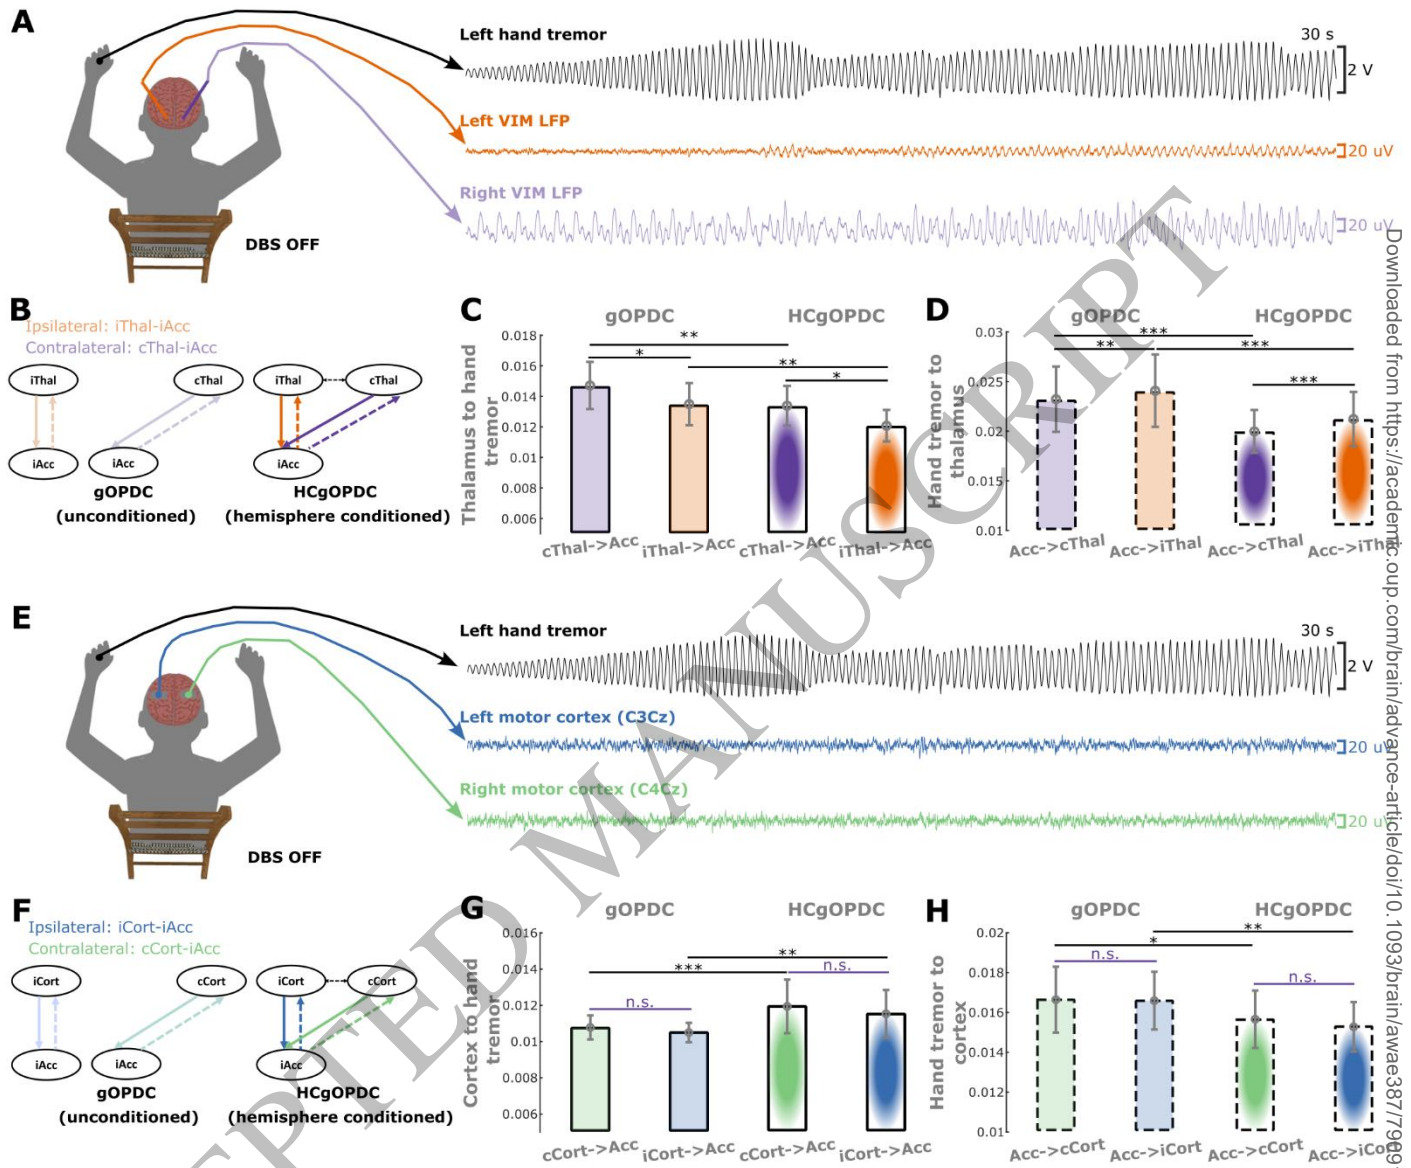 A
Left hand tremor
30 s
2 V
Left VIM LFP
20 uV
Right VIM LFP
20 uV
DBS OFF
B
Ipsilateral: iThal-iAcc
Contralateral: cThal-iAcc
iThal
cThal
iThal
cThal
iAcc
iAcc
iAcc
gOPDC
(unconditioned)
HCgOPDC
(hemisphere conditioned)
C
gOPDC
HCgOPDC
Thalamus to hand
tremor
0.018
0.016
0.014
0.012
0.01
0.008
0.006
**
*
**
*
cThal->Acc
iThal->Acc
cThal->Acc
iThal->Acc
D
gOPDC
HCgOPDC
Hand tremor to
thalamus
0.03
0.025
0.02
0.015
0.01
***
**
***
***
Acc->cThal
Acc->iThal
Acc->cThal
Acc->iThal
E
Left hand tremor
30 s
2 V
Left motor cortex (C3Cz)
20 uV
Right motor cortex (C4Cz)
20 uV
DBS OFF
F
Ipsilateral: iCort-iAcc
Contralateral: cCort-iAcc
iCort
cCort
iCort
cCort
iAcc
iAcc
iAcc
gOPDC
(unconditioned)
HCgOPDC
(hemisphere conditioned)
G
gOPDC
HCgOPDC
Cortex to hand
tremor
0.016
0.014
0.012
0.01
0.008
0.006
**
***
n.s.
n.s.
cCort->Acc
iCort->Acc
cCort->Acc
iCort->Acc
H
gOPDC
HCgOPDC
Hand tremor to
cortex
0.02
0.018
0.016
0.014
0.012
0.01
**
*
n.s.
n.s.
Acc->cCort
Acc->iCort
Acc->cCort
Acc->iCort
ACCEPTED MANUSCRIPT
Downloaded from https://academic.oup.com/brain/advance-article/doi/10.1093/brain/awae387/7909